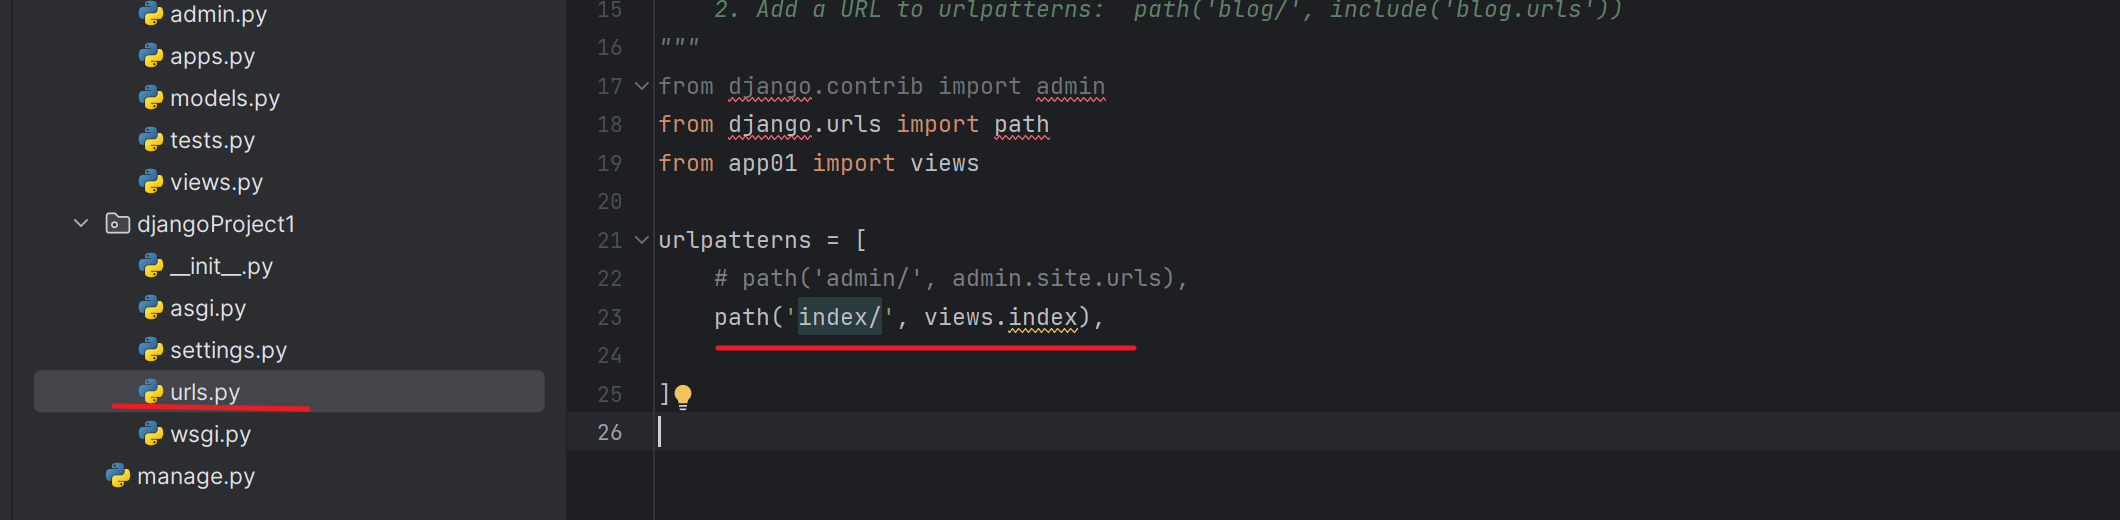 admin.py
apps.py
models.py
tests.py
views.py
djangoProject1
__init__.py
asgi.py
settings.py
urls.py
wsgi.py
manage.py
15 2. Add a URL to urlpatterns:  path('blog/', include('blog.urls'))
16 """
17 from django.contrib import admin
18 from django.urls import path
19 from app01 import views
20
21 urlpatterns = [
22 # path('admin/', admin.site.urls),
23 path('index/', views.index),
24
25 ]
26